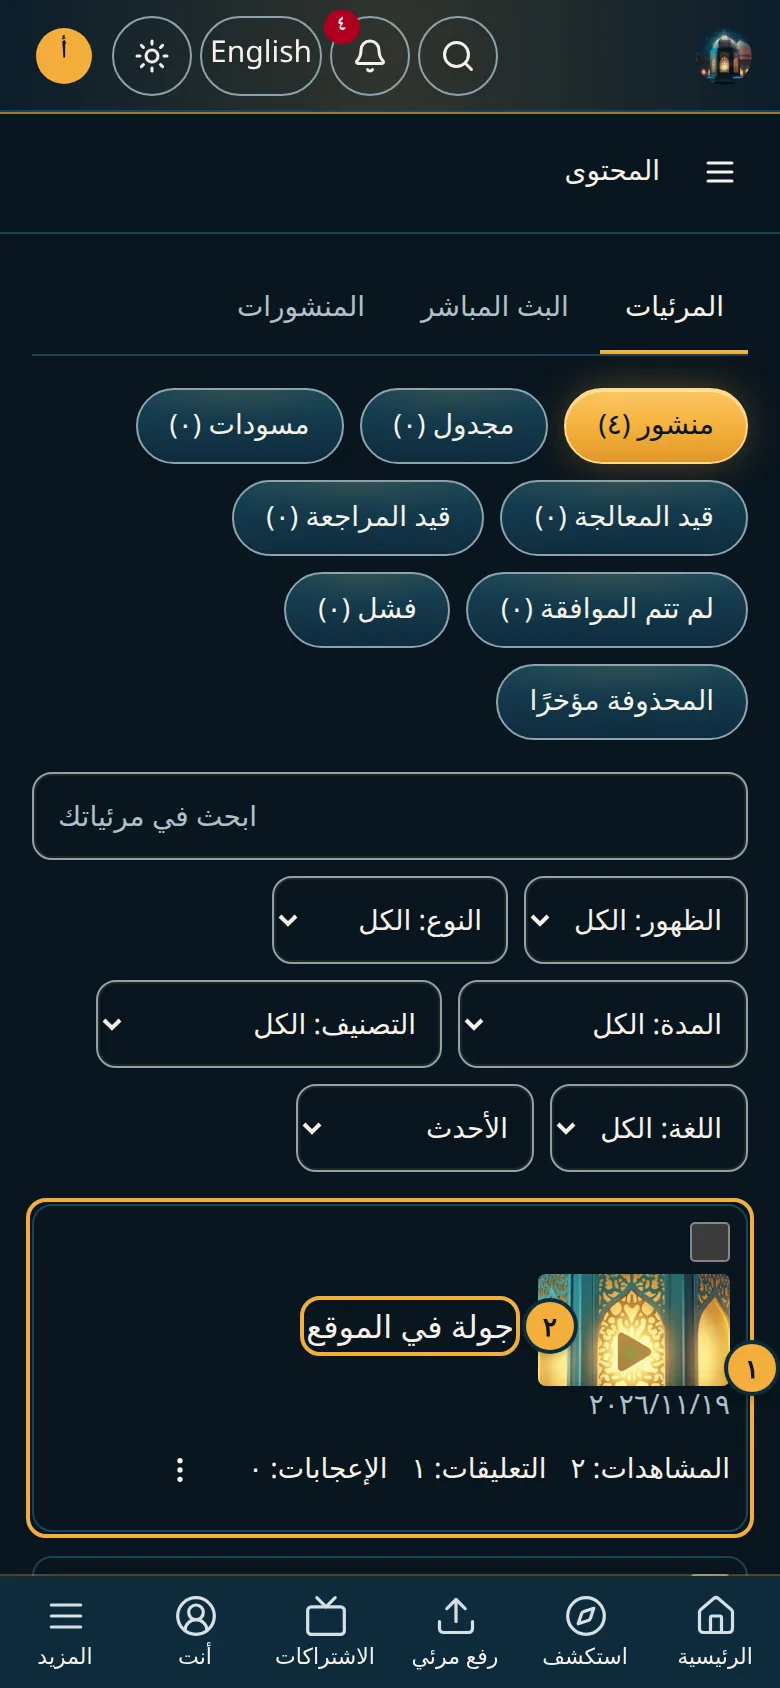 English
أ
٤
المحتوى
المرئيات البث المباشر المنشورات
منشور (٤) مجدول (٠) مسودات (٠)
قيد المعالجة (٠) قيد المراجعة (٠)
لم تتم الموافقة (٠) فشل (٠)
المحذوفة مؤخرًا
ابحث في مرئياتك
الظهور: الكل النوع: الكل
المدة: الكل التصنيف: الكل
اللغة: الكل الأحدث
جولة في الموقع
٢
١
٢٠٢٦/١١/١٩
المشاهدات: ٢ التعليقات: ١ الإعجابات: ٠
الرئيسية استكشف رفع مرئي الاشتراكات أنت المزيد